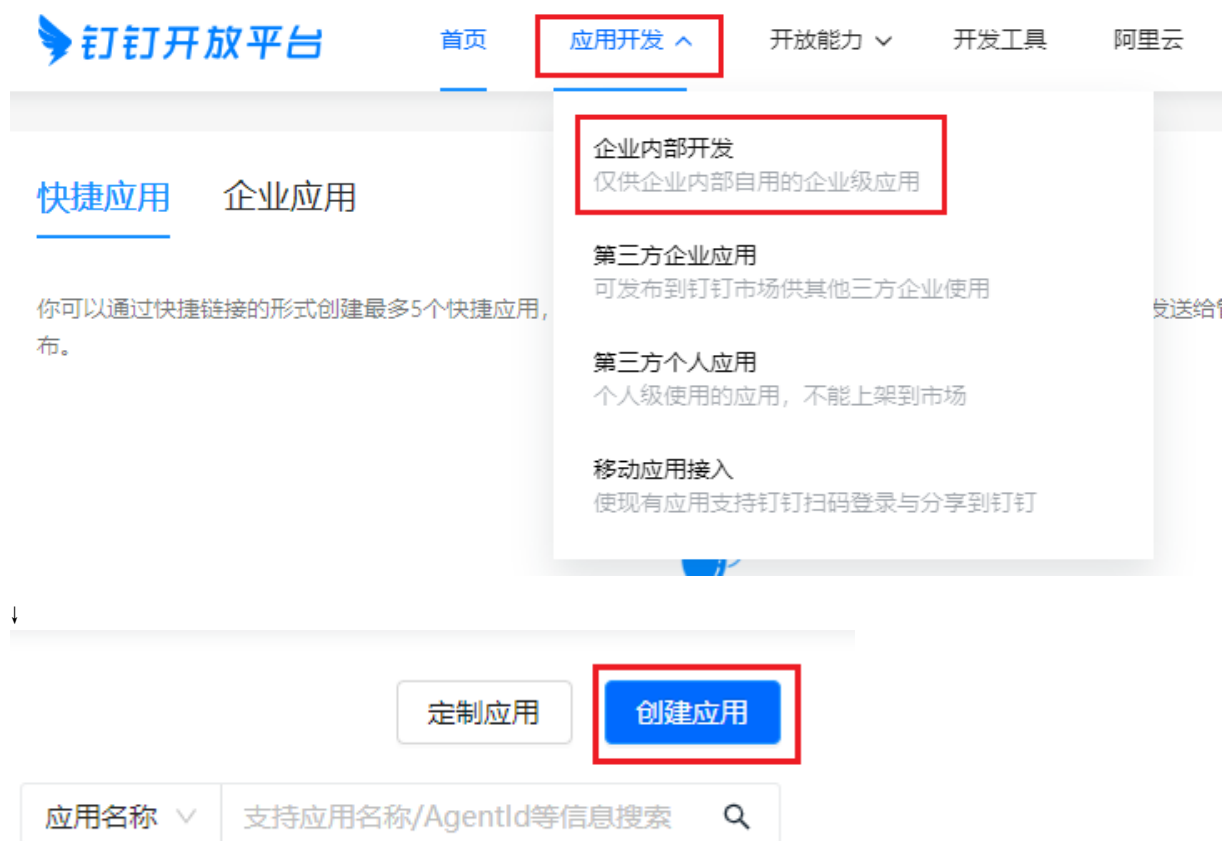 钉钉开放平台 首页 应用开发 开放能力 开发工具 阿里云
快捷应用 企业应用
你可以通过快捷链接的形式创建最多5个快捷应用,
发送给
布。
企业内部开发
仅供企业内部自用的企业级应用
第三方企业应用
可发布到钉钉市场供其他三方企业使用
第三方个人应用
个人级使用的应用，不能上架到市场
移动应用接入
使现有应用支持钉钉扫码登录与分享到钉钉
↓
定制应用 创建应用
应用名称 支持应用名称/AgentId等信息搜索